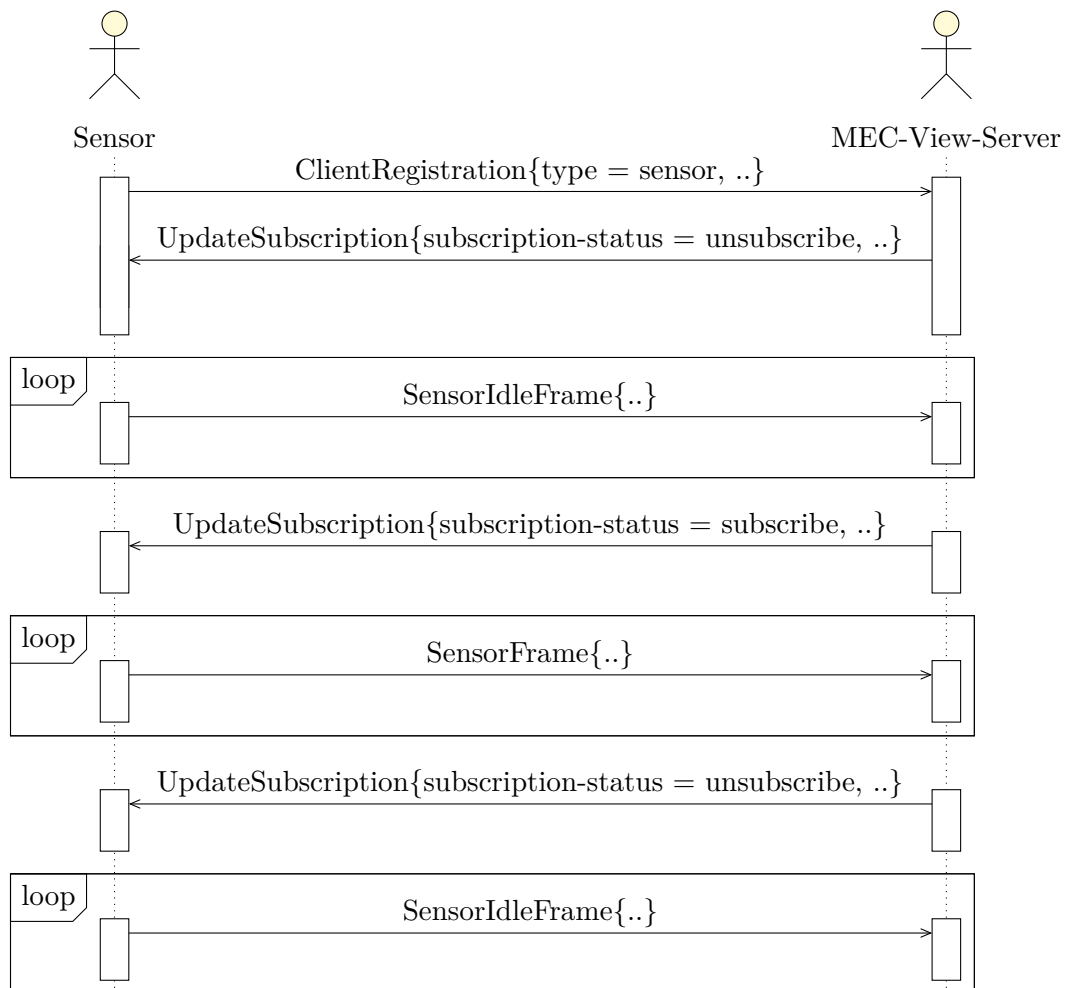 Sensor
MEC-View-Server
ClientRegistration{type = sensor, ..}
UpdateSubscription{subscription-status = unsubscribe, ..}
loop
SensorIdleFrame{..}
UpdateSubscription{subscription-status = subscribe, ..}
loop
SensorFrame{..}
UpdateSubscription{subscription-status = unsubscribe, ..}
loop
SensorIdleFrame{..}